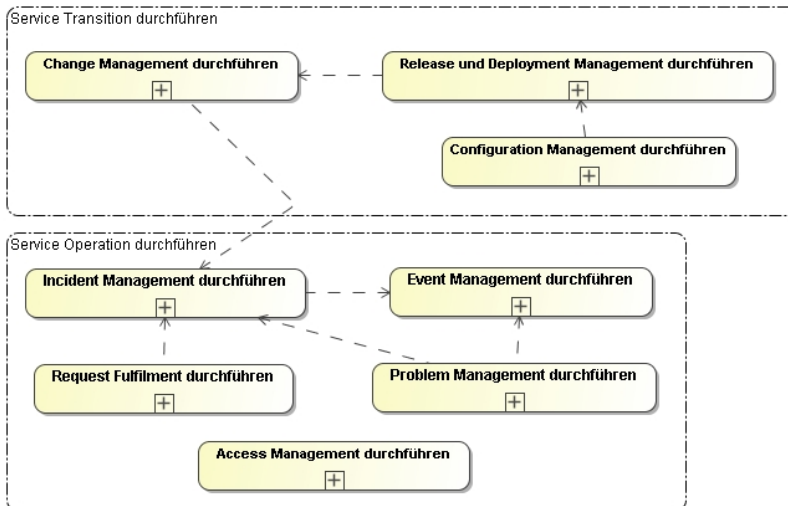 Service Transition durchführen
Change Management durchführen
Release und Deployment Management durchführen
Configuration Management durchführen
Service Operation durchführen
Incident Management durchführen
Event Management durchführen
Request Fulfilment durchführen
Problem Management durchführen
Access Management durchführen